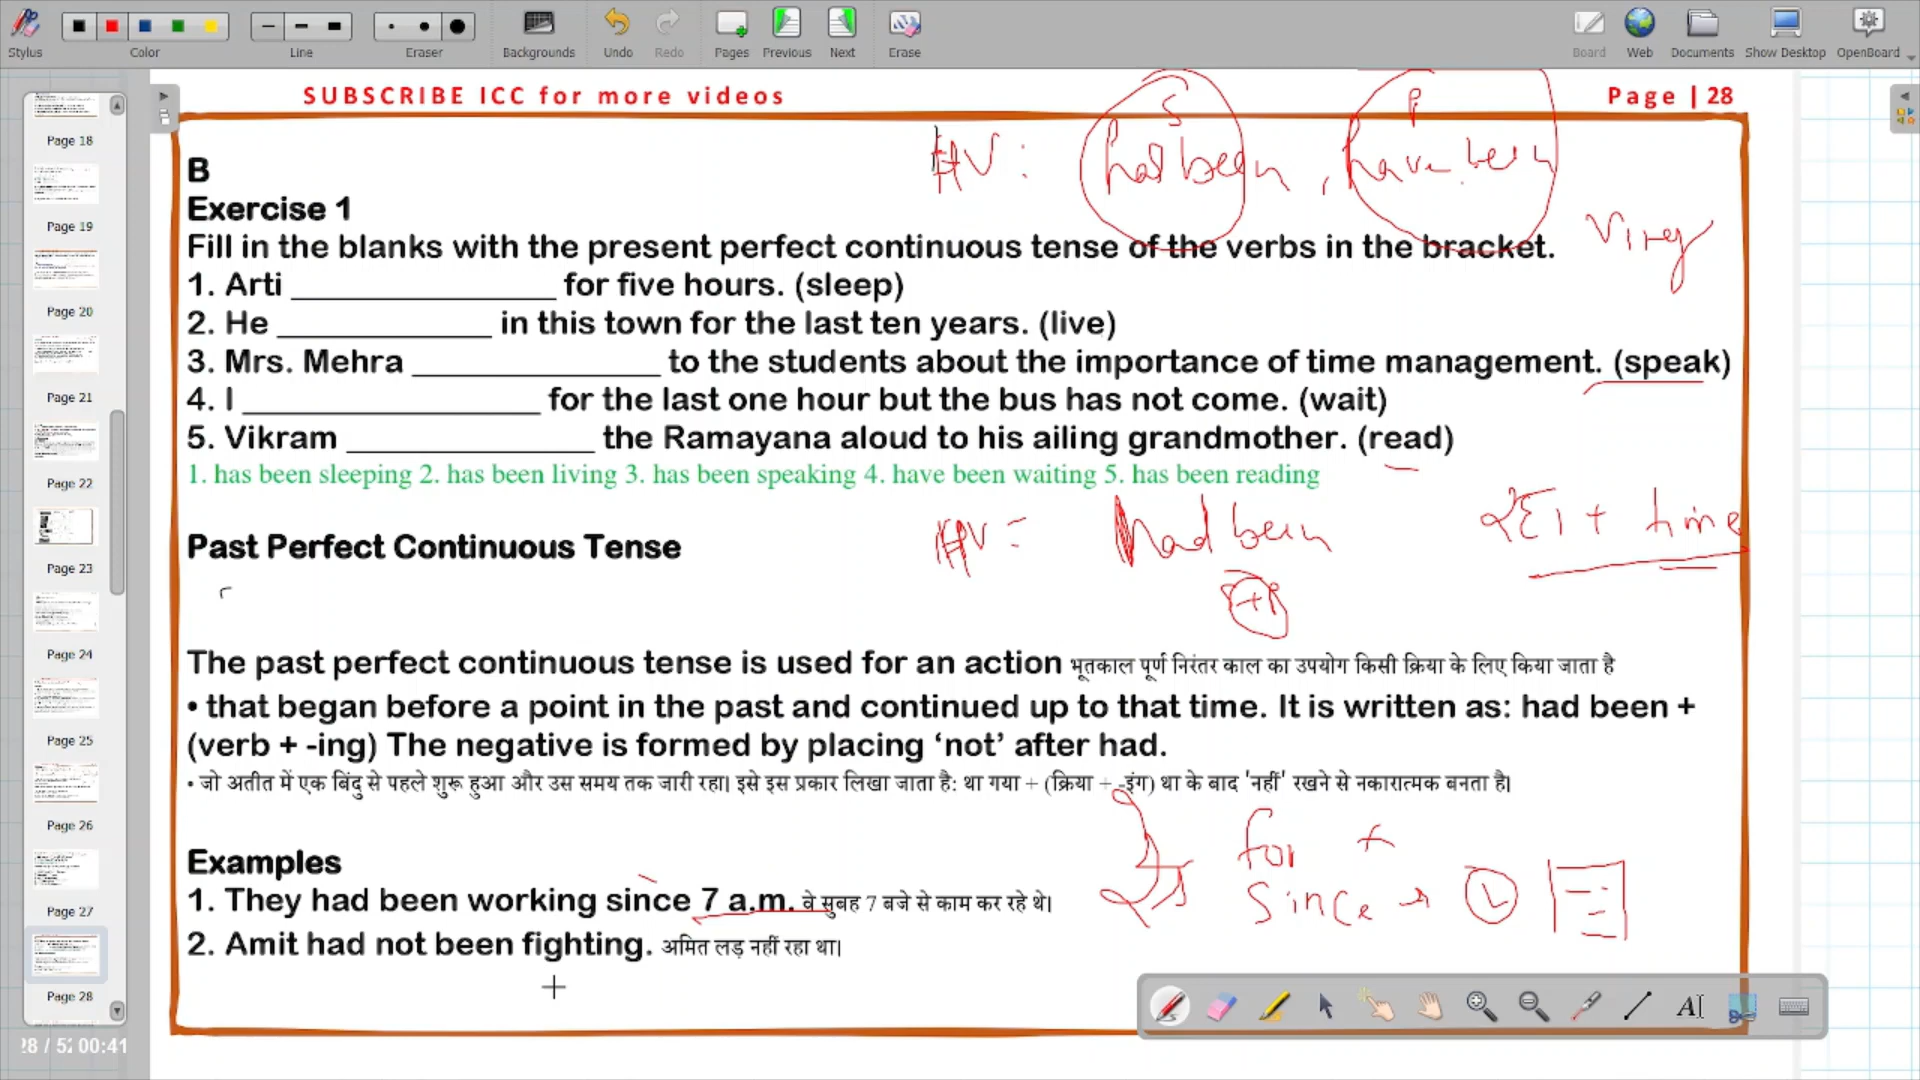 Stylus
Color
Line
Eraser
Backgrounds
Undo
Redo
Pages
Previous
Next
Erase
Board
Web
Documents
Show Desktop
OpenBoard
Page 18
Page 19
Page 20
Page 21
Page 22
Page 23
Page 24
Page 25
Page 26
Page 27
Page 28
28 / 52 00:41
SUBSCRIBE ICC for more videos
Page | 28
S
P
HV : has been , have been
V ing
B
Exercise 1
Fill in the blanks with the present perfect continuous tense of the verbs in the bracket.
1. Arti ________________ for five hours. (sleep)
2. He _____________ in this town for the last ten years. (live)
3. Mrs. Mehra _______________ to the students about the importance of time management. (speak)
4. I __________________ for the last one hour but the bus has not come. (wait)
5. Vikram _______________ the Ramayana aloud to his ailing grandmother. (read)
1. has been sleeping 2. has been living 3. has been speaking 4. have been waiting 5. has been reading
Past Perfect Continuous Tense
HV = had been
+ time
The past perfect continuous tense is used for an action भूतकाल पूर्ण निरंतर काल का उपयोग किसी क्रिया के लिए किया जाता है
• that began before a point in the past and continued up to that time. It is written as: had been +
(verb + -ing) The negative is formed by placing ‘not’ after had.
• जो अतीत में एक बिंदु से पहले शुरू हुआ और उस समय तक जारी रहा। इसे इस प्रकार लिखा जाता है: था गया + (क्रिया + -इंग) था के बाद 'नहीं' रखने से नकारात्मक बनता है।
for
since
Examples
1. They had been working since 7 a.m. वे सुबह 7 बजे से काम कर रहे थे।
2. Amit had not been fighting. अमित लड़ नहीं रहा था।